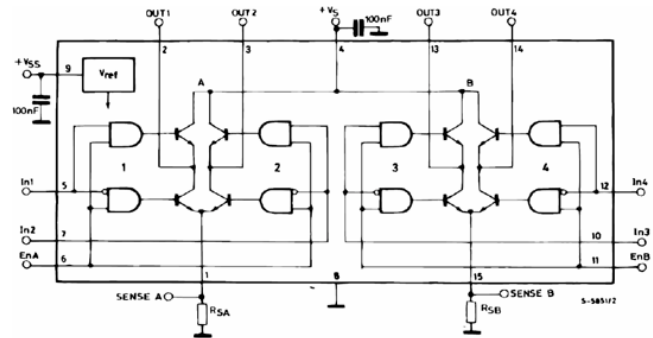 OUT1 OUT2 +Vs 100nF OUT3 OUT4
2 3 4 13 14
+VSS 9 Vref
A B
100nF
1 2 3 4
In1 5 12 In4
In2 7 10 In3
EnA 6 11 EnB
1 8 15
SENSE A SENSE B S-5851/2
RSA RSB